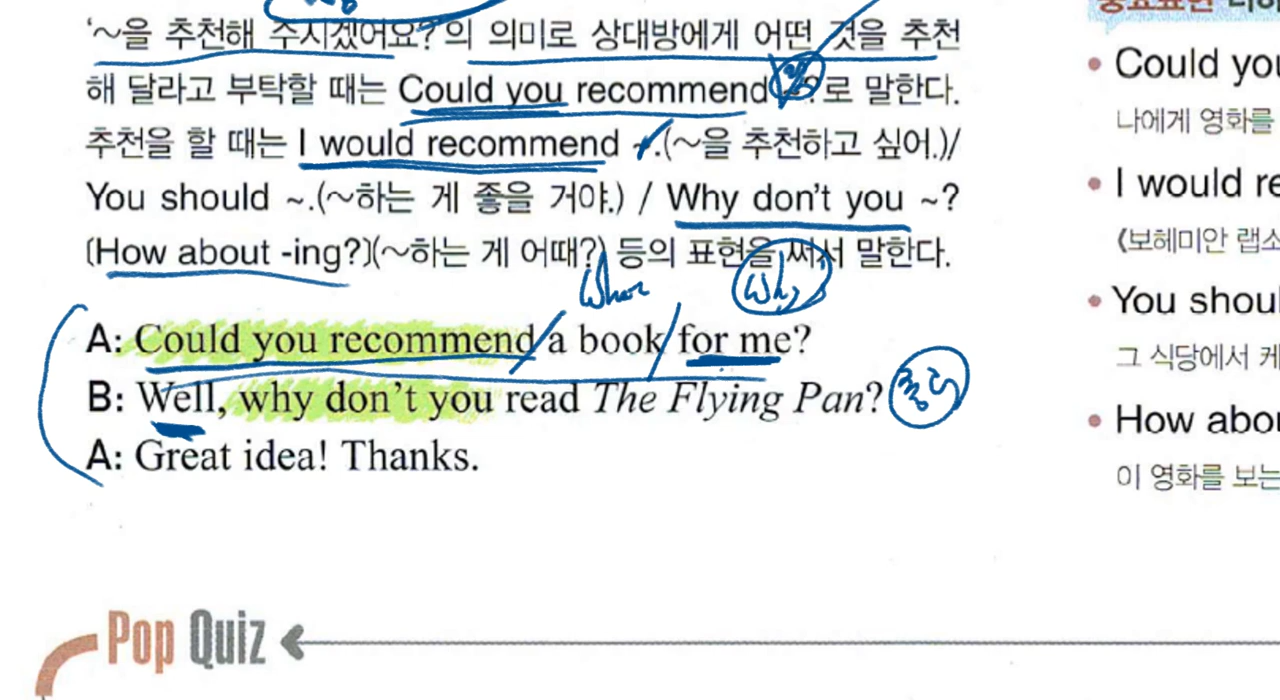 '~을 추천해 주시겠어요?'의 의미로 상대방에게 어떤 것을 추천
해 달라고 부탁할 때는 Could you recommend ~?로 말한다.
추천을 할 때는 I would recommend ~.(~을 추천하고 싶어.)/
You should ~.(~하는 게 좋을 거야.) / Why don't you ~?
(How about -ing?)(~하는 게 어때?) 등의 표현을 써서 말한다.
Why
A: Could you recommend a book for me?
B: Well, why don't you read The Flying Pan?
A: Great idea! Thanks.
Pop Quiz
중요표현 더하
• Could you
나에게 영화를
• I would re
《보헤미안 랩소
• You shoul
그 식당에서 케
• How abou
이 영화를 보는